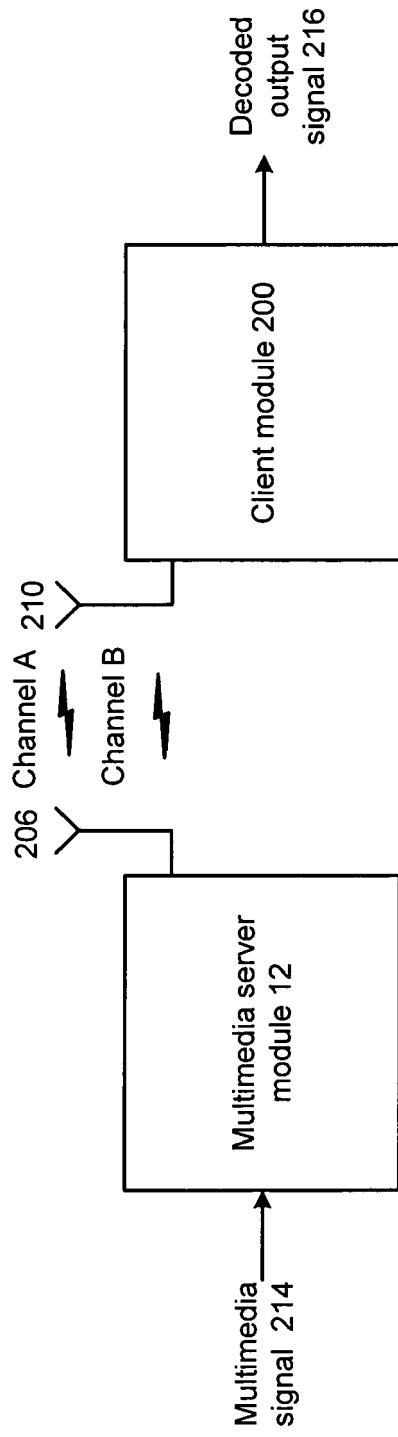 Multimedia
signal 214
Multimedia server
module 12
206
Channel A
Channel B
210
Client module 200
Decoded
output
signal 216